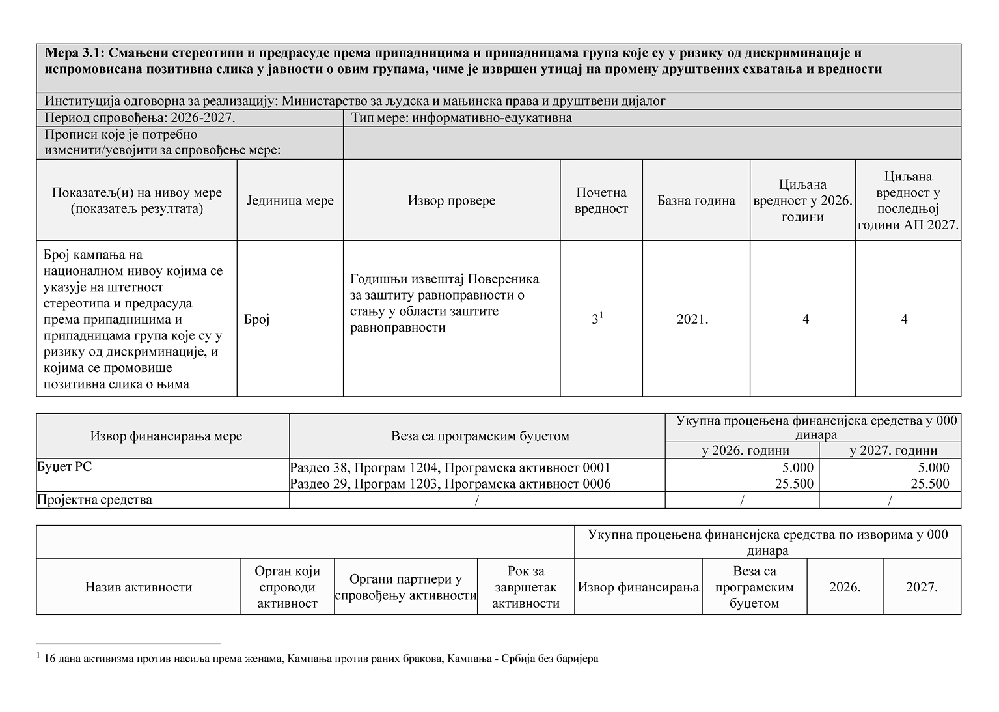 Мера 3.1: Смањени стереотипи и предрасуде према припадницима и припадницама група које су у ризику од дискриминације и
испромовисана позитивна слика у јавности о овим групама, чиме је извршен утицај на промену друштвених схватања и вредности
Институција одговорна за реализацију: Министарство за људска и мањинска права и друштвени дијалог
Период спровођења: 2026-2027.
Тип мере: информативно-едукативна
Прописи које је потребно
изменити/усвојити за спровођење мере:
Показатељ(и) на нивоу мере
(показатељ резултата)
Јединица мере
Извор провере
Почетна
вредност
Базна година
Циљана
вредност у 2026.
години
Циљана
вредност у
последњој
години АП 2027.
Број кампања на
националном нивоу којима се
указује на штетност
стереотипа и предрасуда
према припадницима и
припадницама група које су у
ризику од дискриминације, и
којима се промовише
позитивна слика о њима
Број
Годишњи извештај Повереника
за заштиту равноправности о
стању у области заштите
равноправности
3¹
2021.
4
4
Извор финансирања мере
Веза са програмским буџетом
Укупна процењена финансијска средства у 000
динара
у 2026. години
у 2027. години
Буџет РС
Раздео 38, Програм 1204, Програмска активност 0001
5.000
5.000
Раздео 29, Програм 1203, Програмска активност 0006
25.500
25.500
Пројектна средства
/
/
/
Укупна процењена финансијска средства по изворима у 000
динара
Назив активности
Орган који
спроводи
активност
Органи партнери у
спровођењу активности
Рок за
завршетак
активности
Извор финансирања
Веза са
програмским
буџетом
2026.
2027.
¹ 16 дана активизма против насиља према женама, Кампања против раних бракова, Кампања - Србија без баријера